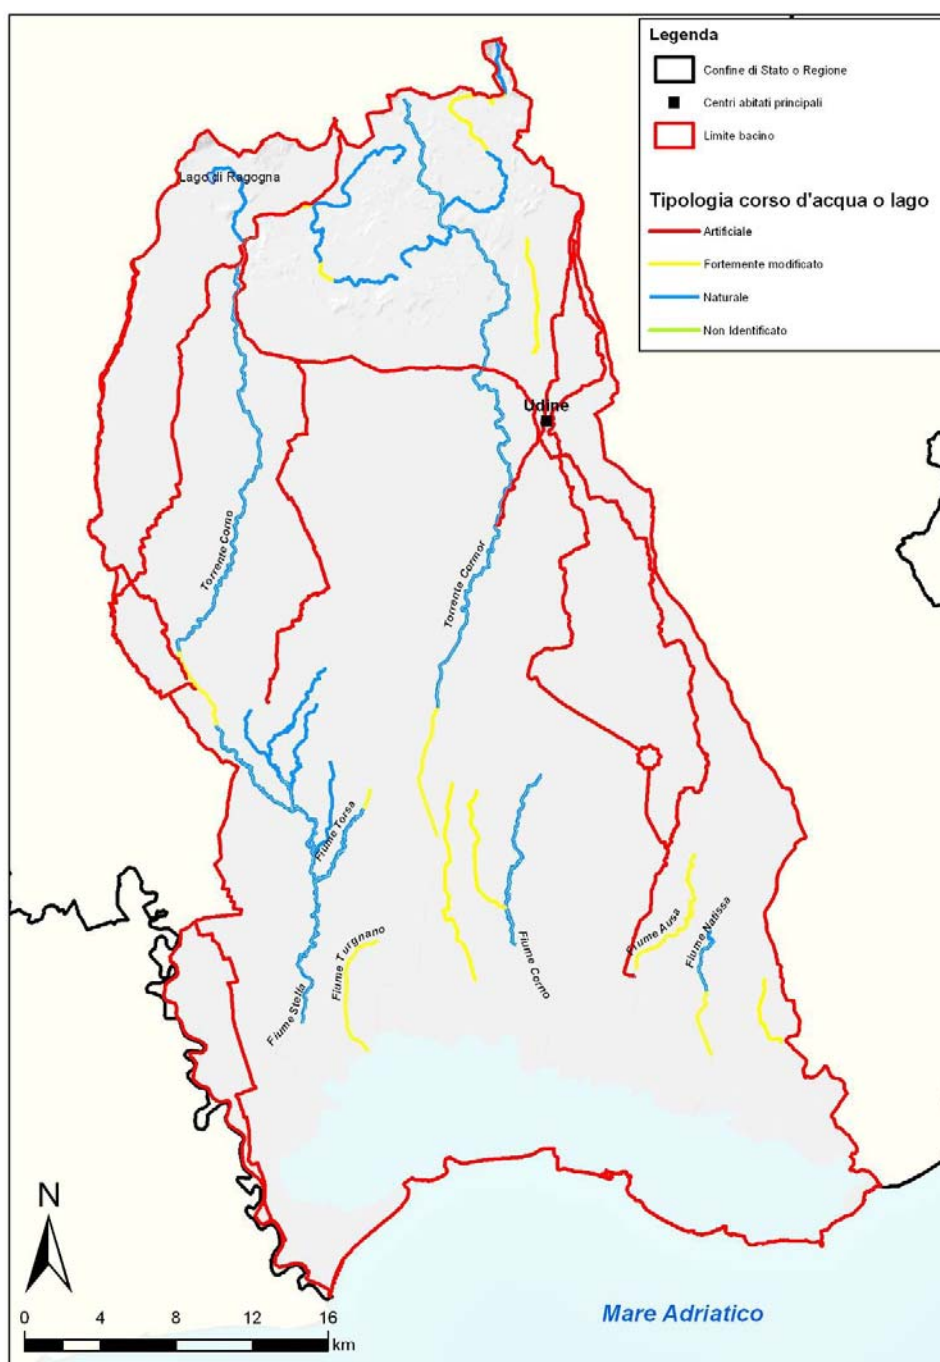 Legenda
Confine di Stato o Regione
Centri abitati principali
Limite bacino
Tipologia corso d'acqua o lago
Artificiale
Fortemente modificato
Naturale
Non Identificato
Lago di Ragogna
Udine
Torrente Corno
Torrente Cormor
Fiume Torsa
Fiume Turgnano
Fiume Stella
Fiume Corno
Fiume Ausa
Fiume Natissa
N
0 4 8 12 16
km
Mare Adriatico